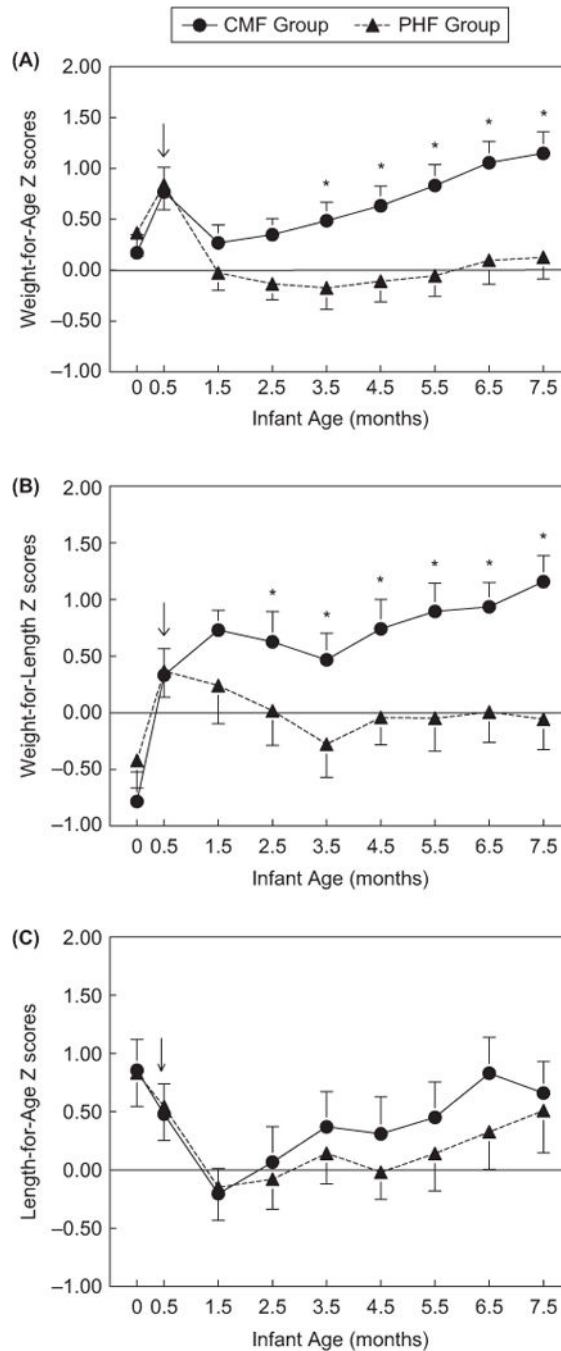 CMF Group PHF Group
(A)
Weight-for-Age Z scores
2.00
1.50
1.00
0.50
0.00
–0.50
–1.00
* * * * *
0 0.5 1.5 2.5 3.5 4.5 5.5 6.5 7.5
Infant Age (months)
(B)
Weight-for-Length Z scores
2.00
1.50
1.00
0.50
0.00
–0.50
–1.00
* * * * * *
0 0.5 1.5 2.5 3.5 4.5 5.5 6.5 7.5
Infant Age (months)
(C)
Length-for-Age Z scores
2.00
1.50
1.00
0.50
0.00
–0.50
–1.00
0 0.5 1.5 2.5 3.5 4.5 5.5 6.5 7.5
Infant Age (months)